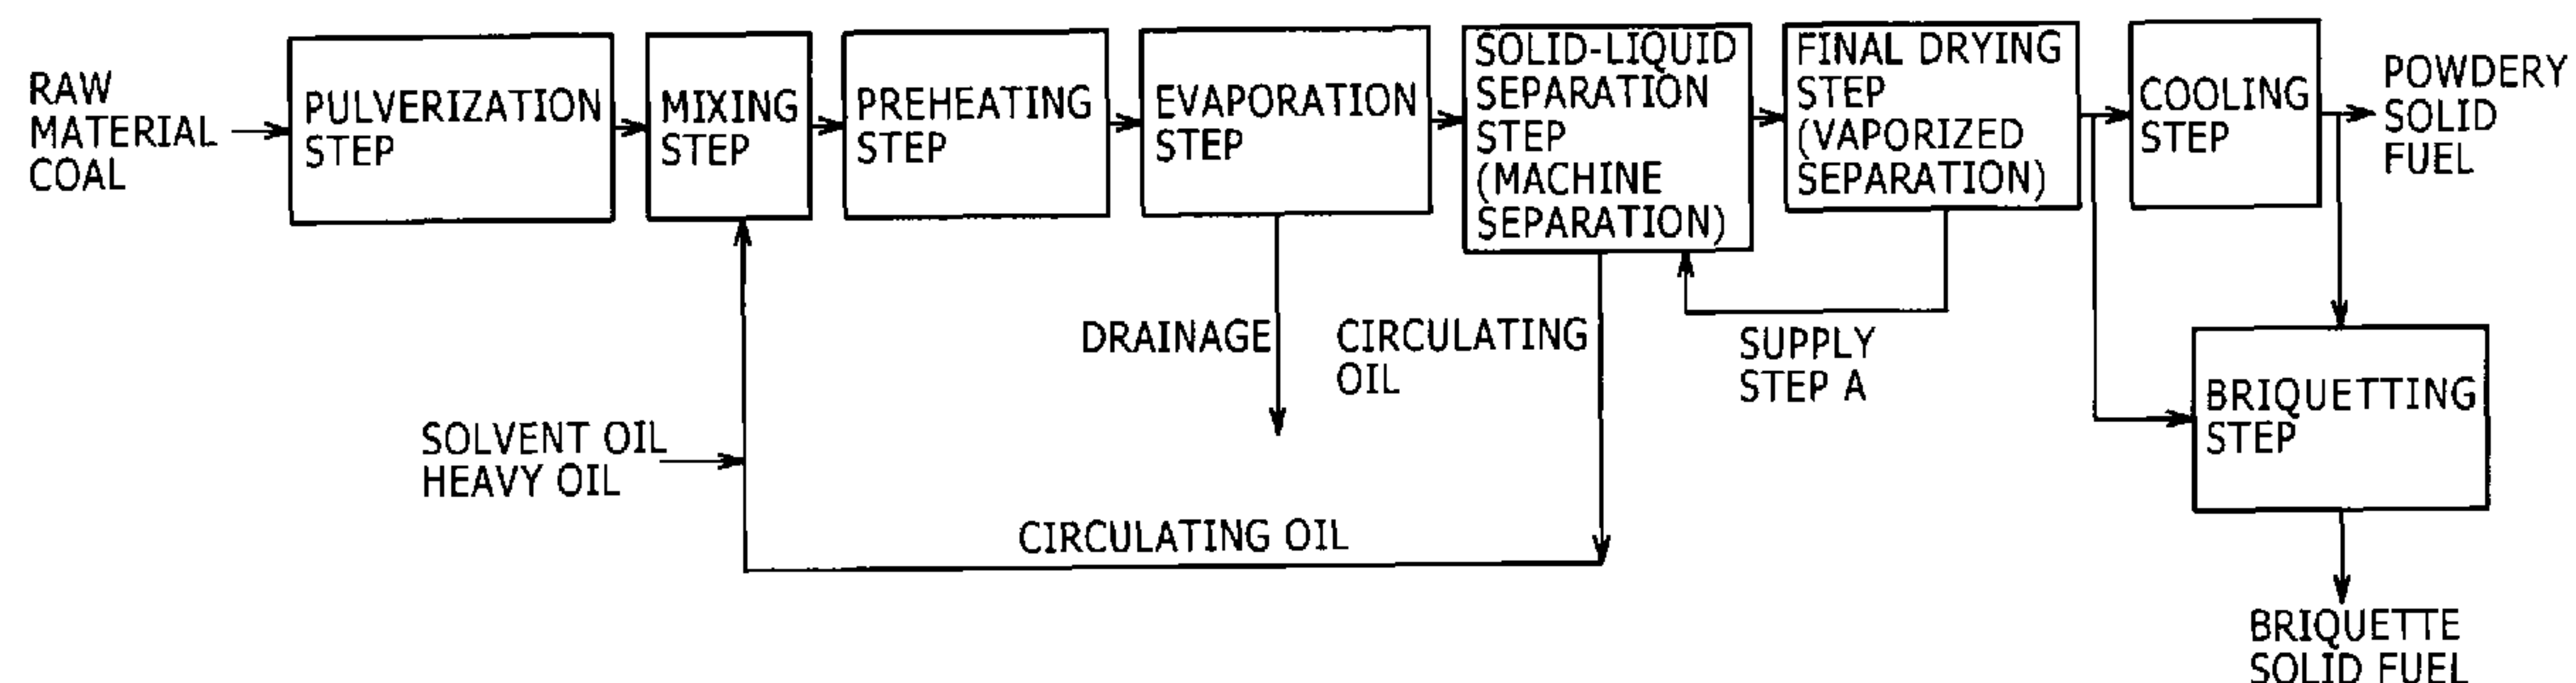 RAW
MATERIAL
COAL
PULVERIZATION
STEP
MIXING
STEP
PREHEATING
STEP
EVAPORATION
STEP
SOLID-LIQUID
SEPARATION
STEP
(MACHINE
SEPARATION)
FINAL DRYING
STEP
(VAPORIZED
SEPARATION)
COOLING
STEP
POWDERY
SOLID
FUEL
DRAINAGE
CIRCULATING
OIL
SUPPLY
STEP A
BRIQUETTING
STEP
SOLVENT OIL
HEAVY OIL
CIRCULATING OIL
BRIQUETTE
SOLID FUEL